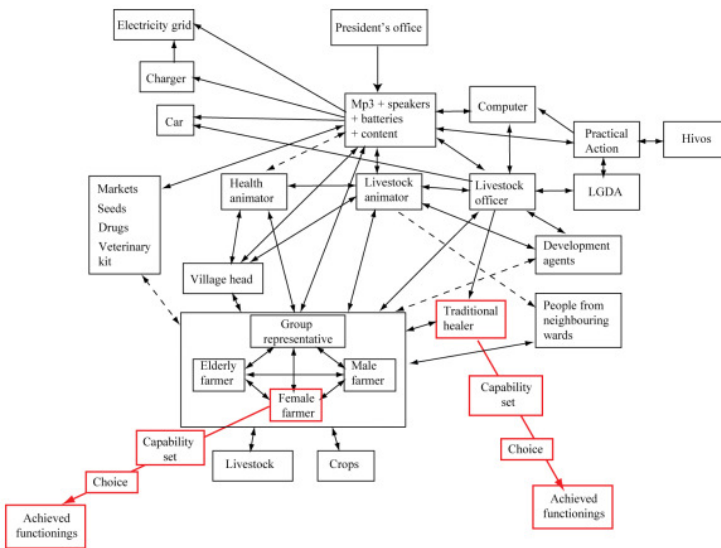 Electricity grid
President's office
Charger
Mp3 + speakers
+ batteries
+ content
Computer
Car
Practical
Action
Hivos
Markets
Seeds
Drugs
Veterinary
kit
Health
animator
Livestock
animator
Livestock
officer
LGDA
Development
agents
Village head
Traditional
healer
People from
neighbouring
wards
Group
representative
Elderly
farmer
Male
farmer
Female
farmer
Capability
set
Capability
set
Livestock
Crops
Choice
Choice
Achieved
functionings
Achieved
functionings